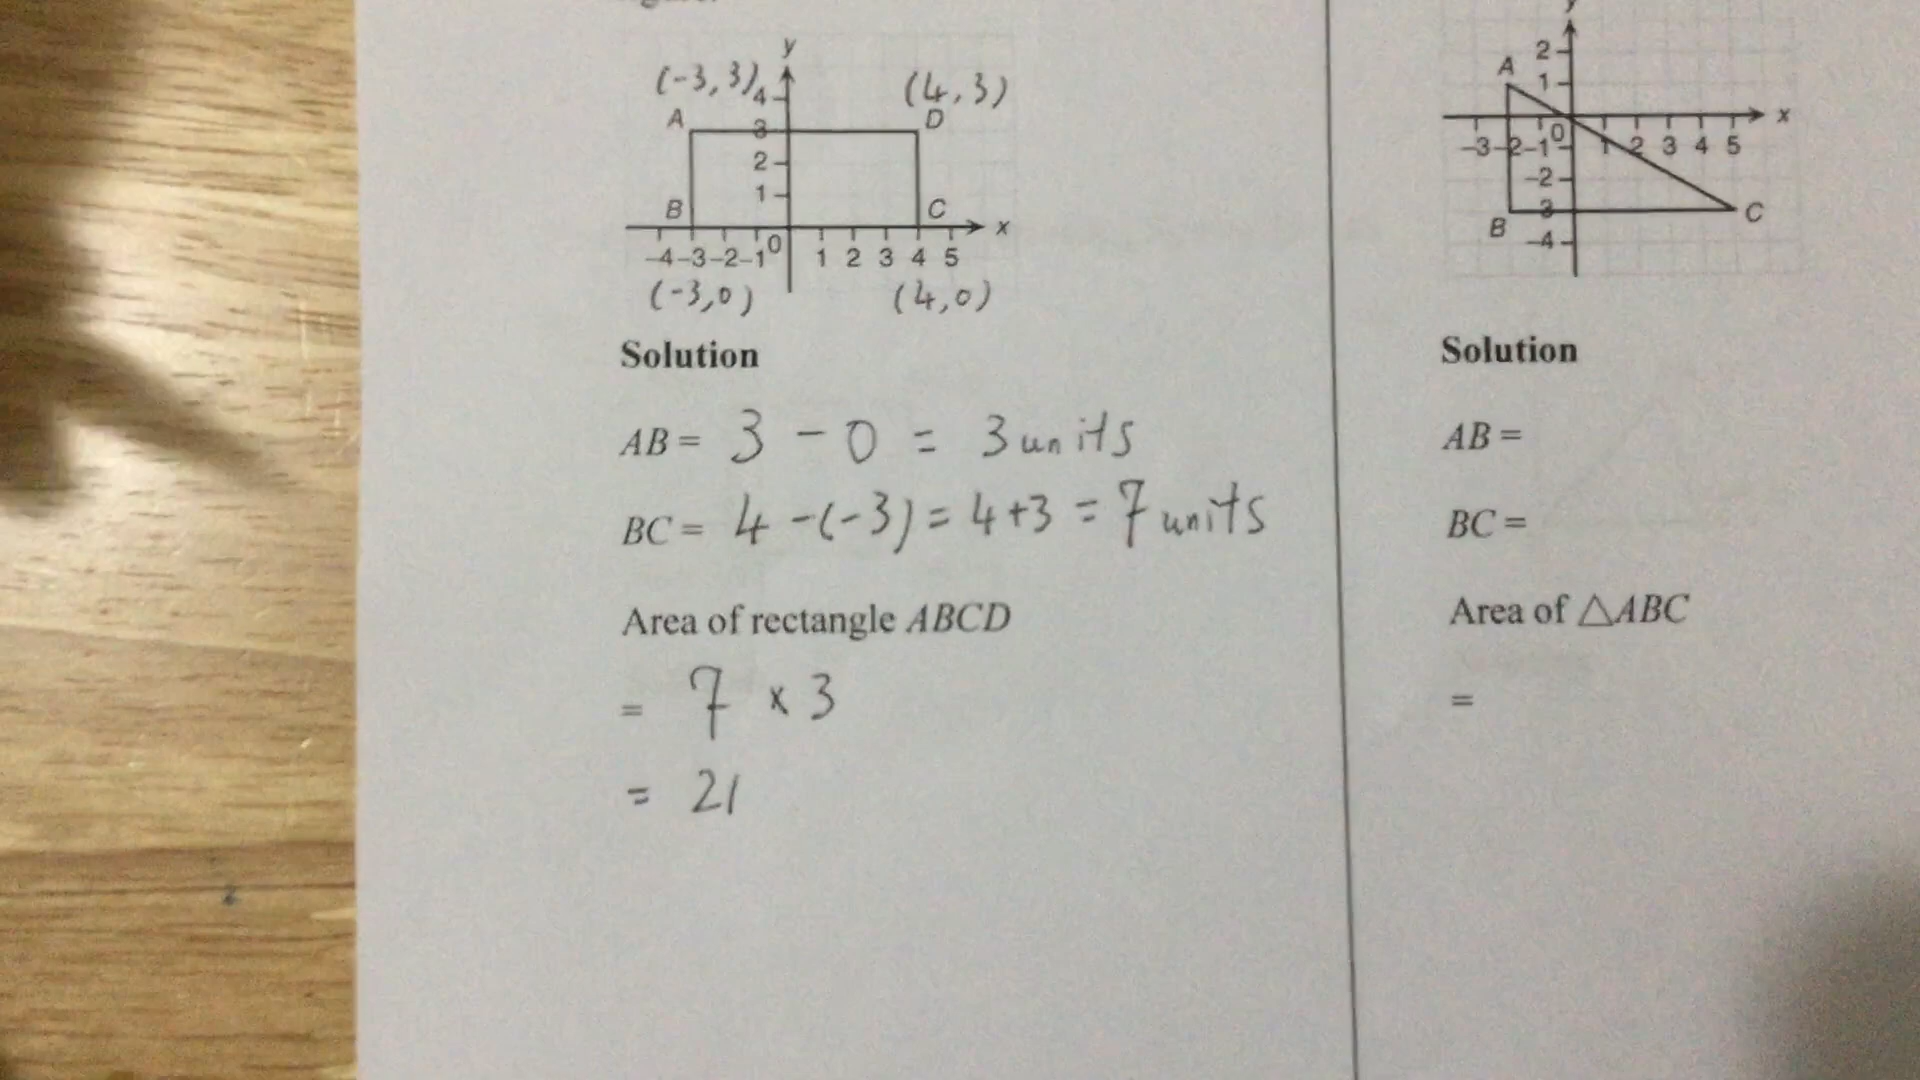 y
(-3,3) 4 (4,3)
A 3 D
2
1
B C
x
-4 -3 -2 -1 0 1 2 3 4 5
(-3,0) (4,0)
Solution
AB = 3 - 0 = 3 units
BC = 4 -(-3) = 4+3 = 7 units
Area of rectangle ABCD
= 7 × 3
= 21
y
2
A 1
x
-3 -2 -1 0 1 2 3 4 5
-2
B -3 C
-4
Solution
AB =
BC =
Area of △ABC
=